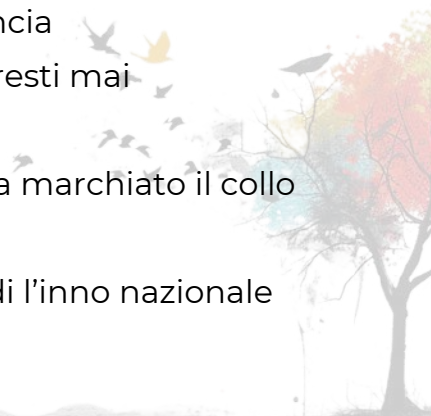 ncia
resti mai
a marchiato il collo
di l’inno nazionale